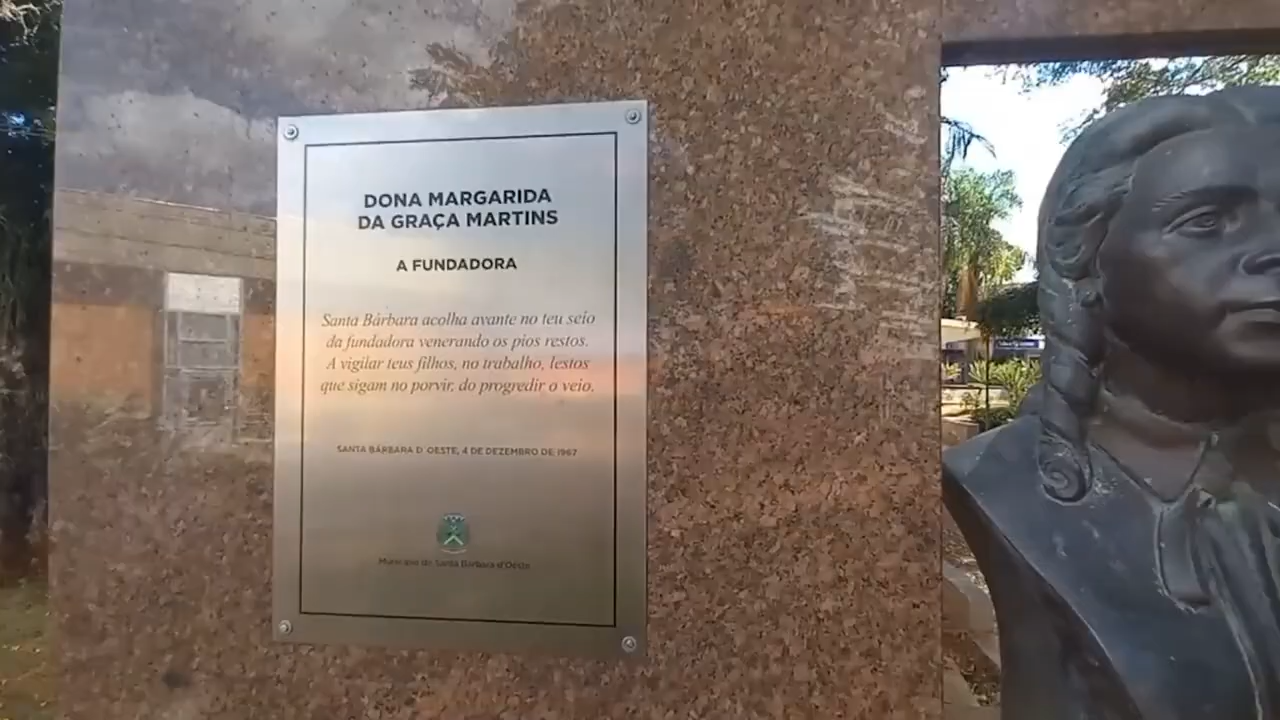 DONA MARGARIDA
DA GRAÇA MARTINS
A FUNDADORA
Santa Bárbara acolha avante no teu seio
da fundadora venerando os pios restos.
A vigilar teus filhos, no trabalho, lestos
que sigam no porvir, do progredir o veio.
SANTA BÁRBARA D' OESTE, 4 DE DEZEMBRO DE 1967
Município de Santa Bárbara d'Oeste